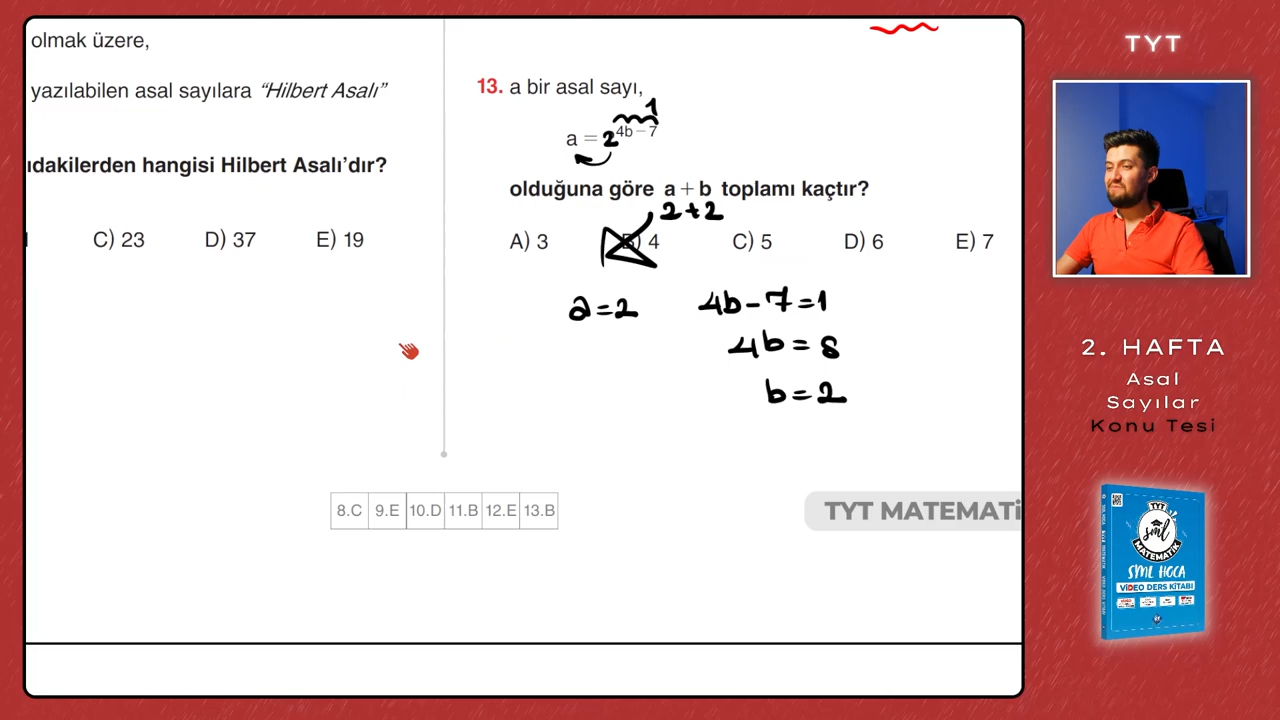 olmak üzere,
yazılabilen asal sayılara “Hilbert Asalı”
ıdakilerden hangisi Hilbert Asalı’dır?
C) 23 D) 37 E) 19
13. a bir asal sayı,
1
a = 2^{4b-7}
olduğuna göre a + b toplamı kaçtır?
2+2
A) 3 B) 4 C) 5 D) 6 E) 7
a=2
4b-7=1
4b=8
b=2
8.C 9.E 10.D 11.B 12.E 13.B
TYT MATEMATİ
TYT
2. HAFTA
Asal
Sayılar
Konu Tesi
TYT
sml
MATEMATİK
SML HOCA
VİDEO DERS KİTABI